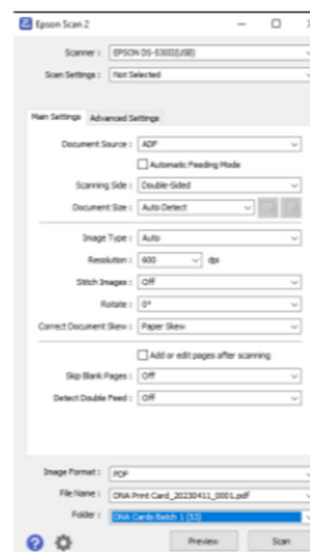 Epson Scan 2
Scanner : EPSON DS-530II(USB)
Scan Settings : Not Selected
Main Settings Advanced Settings
Document Source : ADF
Automatic Feeding Mode
Scanning Side : Double-Sided
Document Size : Auto Detect
Image Type : Auto
Resolution : 600 dpi
Stitch Images : Off
Rotate : 0°
Correct Document Skew : Paper Skew
Add or edit pages after scanning
Skip Blank Pages : Off
Detect Double Feed : Off
Image Format : PDF
File Name : DNA Print Card_20230411_0001.pdf
Folder : DNA Cards Batch 1 (53)
? Preview Scan